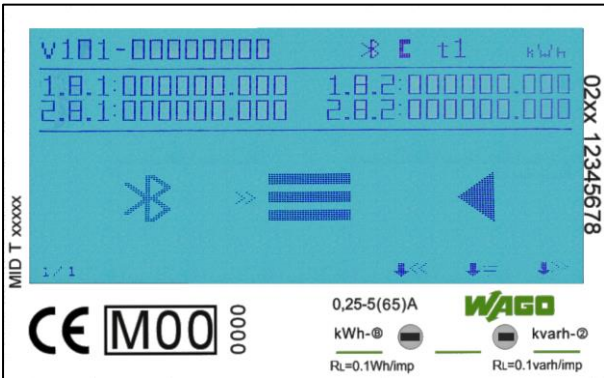 V101-00000000 t1 kWh
1.8.1:000000.000 1.8.2:000000.000
2.8.1:000000.000 2.8.2:000000.000
>>
1/1 << = >>
MID T xxxxx
02xx 12345678
CE M00 0000
0,25-5(65)A WAGO
kWh-⑧ kvarh-②
RL=0.1Wh/imp RL=0.1varh/imp